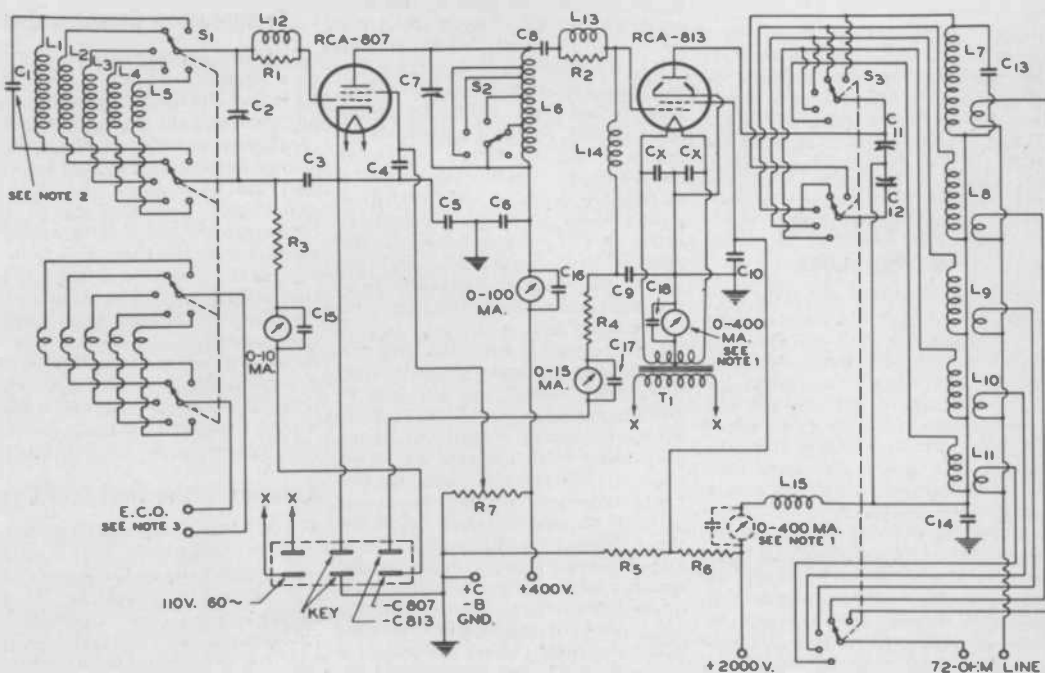 L12
RCA-807
C8
L13
RCA-813
S1
L1
L2
L3
L4
L5
C1
R1
C7
S2
R2
S3
L7
C13
C2
L6
C11
L14
CX
CX
C12
SEE NOTE 2
C3
C4
L8
C5
C6
R3
C9
C10
L9
C16
C18
C15
0-100
MA.
R4
0-400
MA.
SEE
NOTE 1
C17
0-10
MA.
0-15
MA.
L10
T1
X
X
L11
X
X
R7
L15
E.C.O.
SEE NOTE 3
0-400 MA.
SEE NOTE 1
C14
R5
R6
110V. 60~
KEY
-C807
-C813
+C
-B
GND.
+400V.
+2000V.
72-OHM LINE